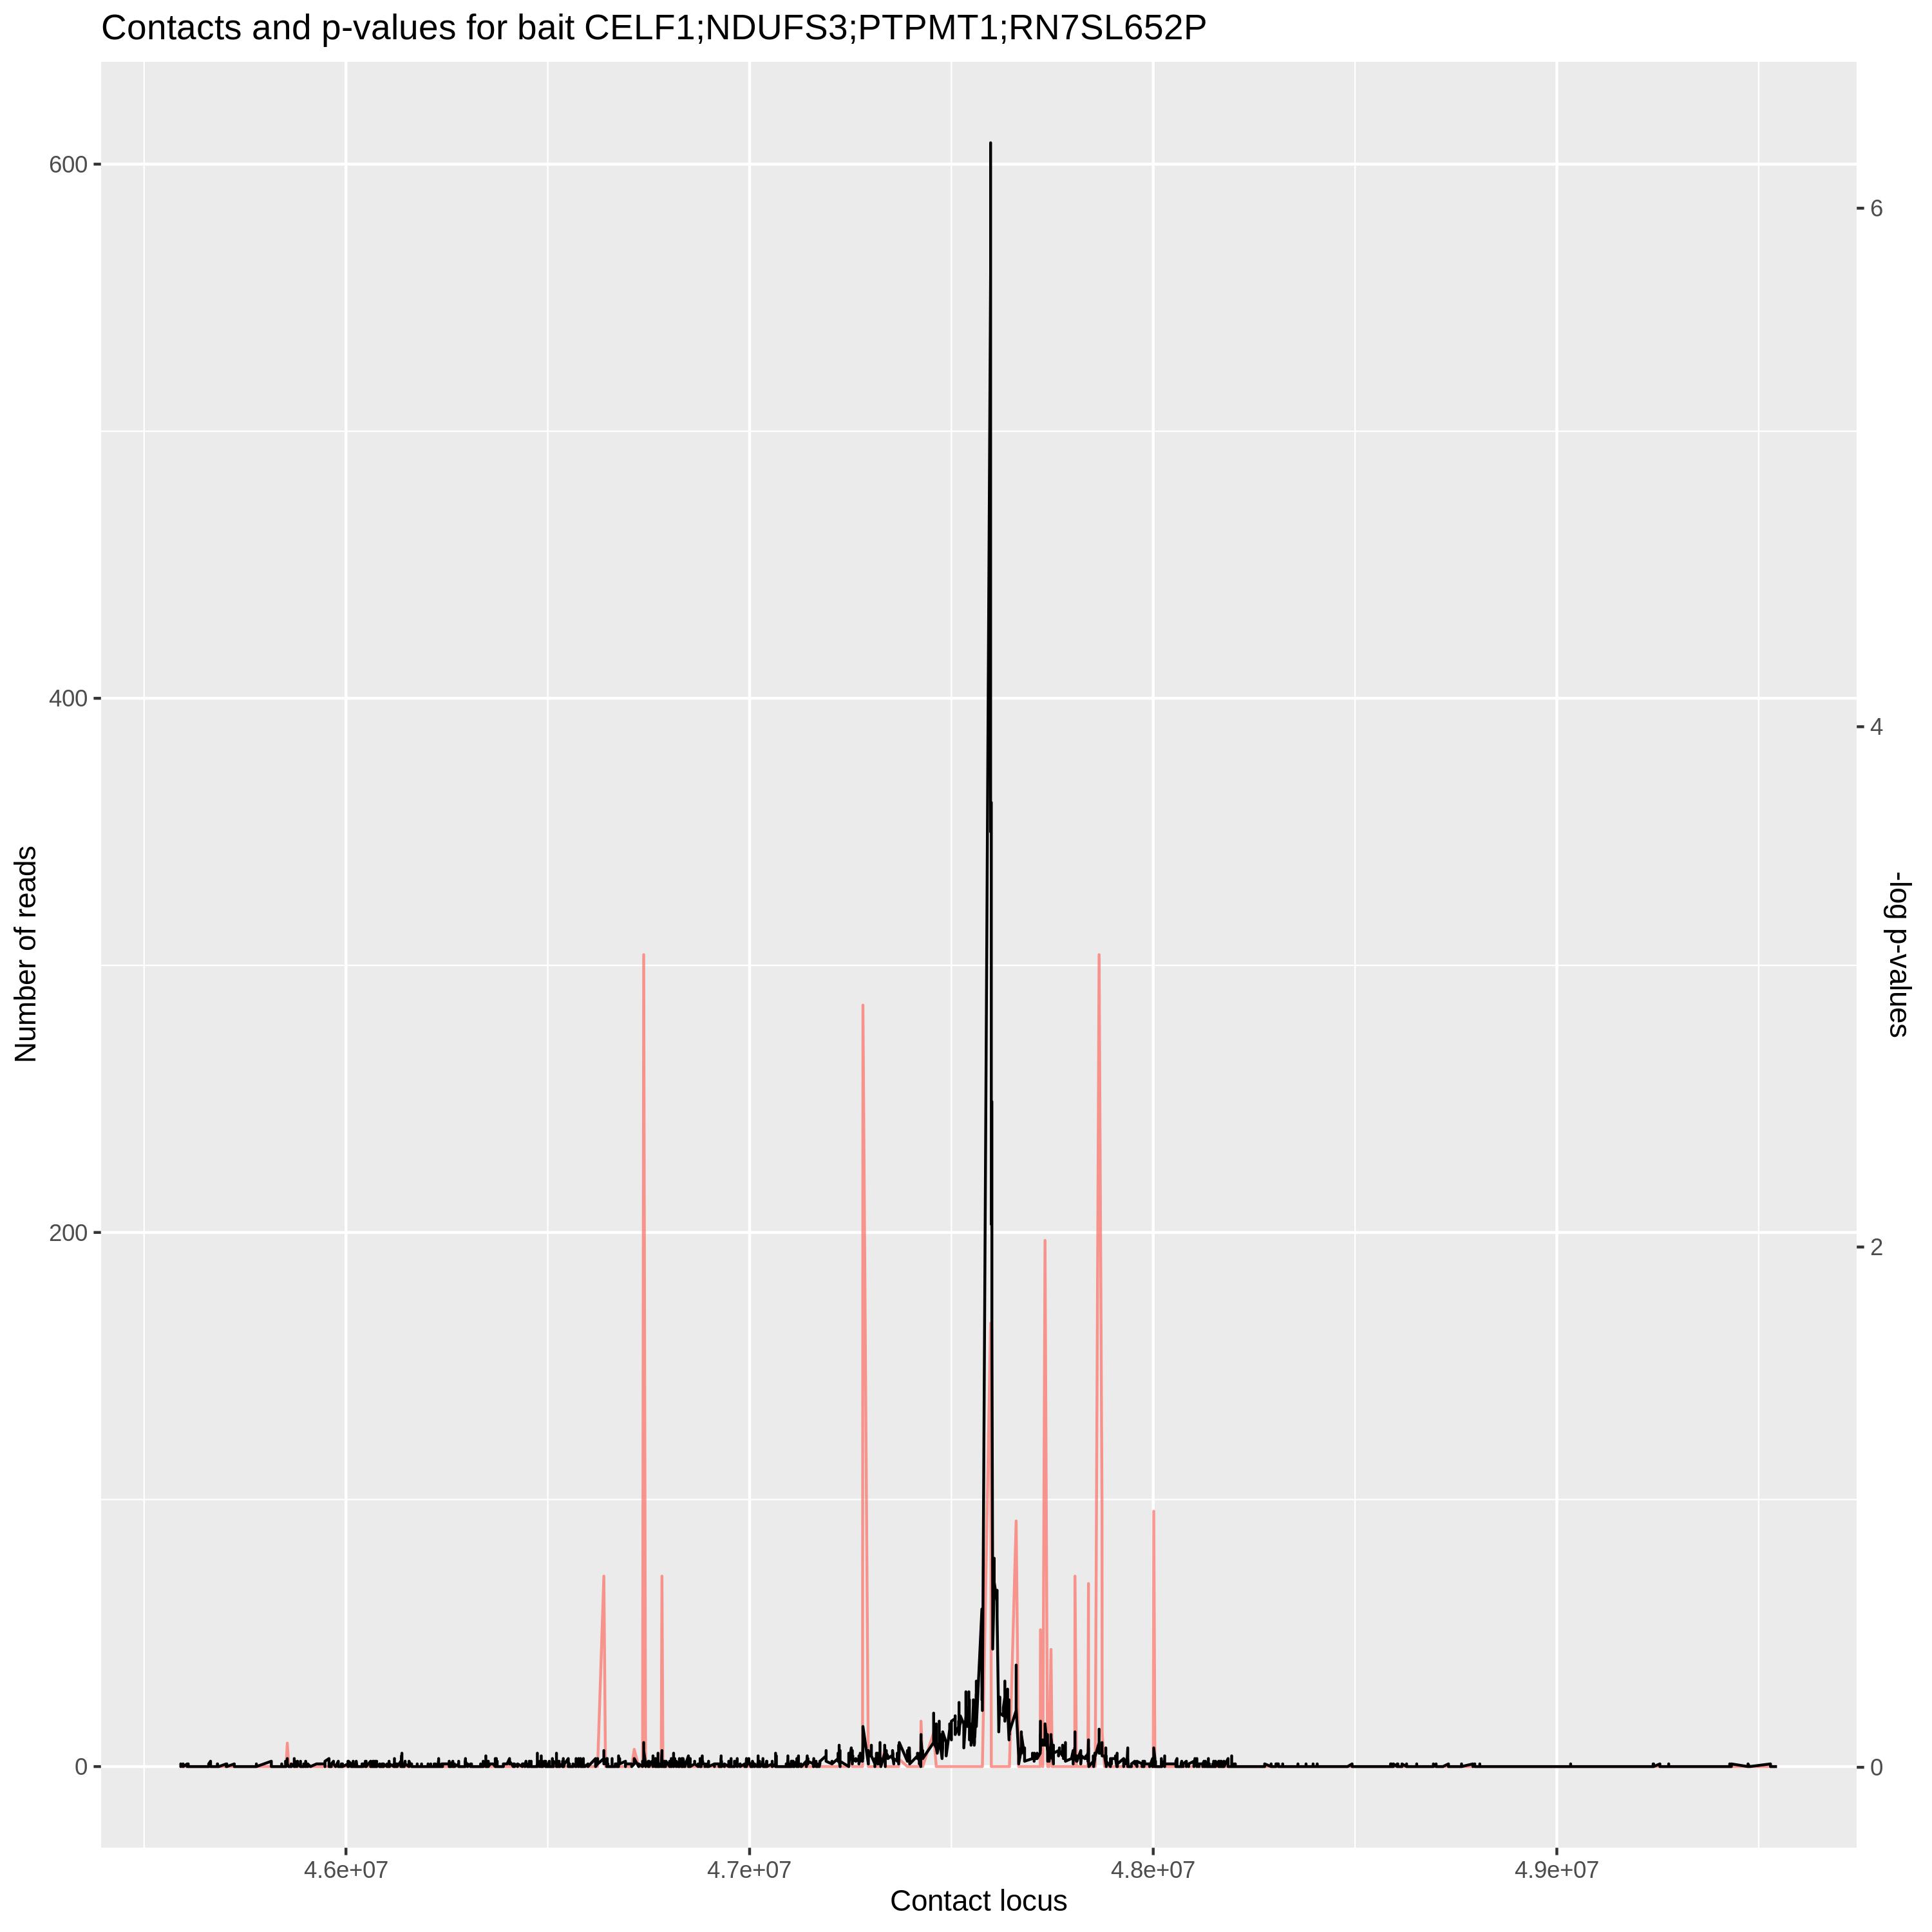 Contacts and p-values for bait CELF1;NDUFS3;PTPMT1;RN7SL652P
600
400
200
0
Number of reads
6
4
2
0
-log p-values
4.6e+07
4.7e+07
4.8e+07
4.9e+07
Contact locus